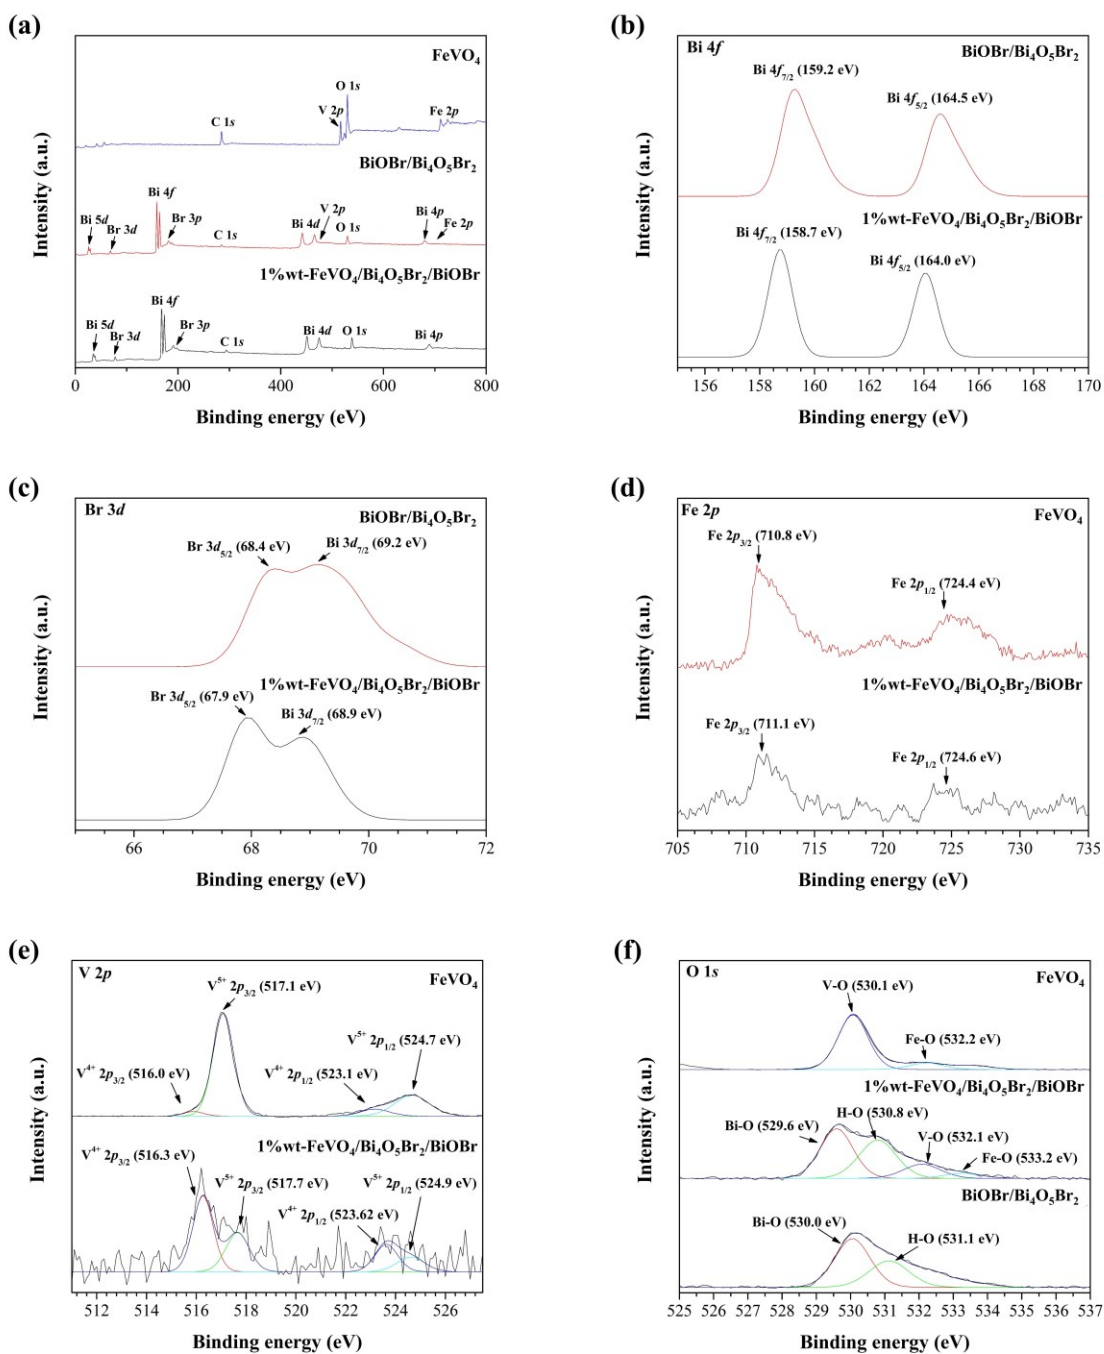 (a)
FeVO₄
O 1s
V 2p
Fe 2p
C 1s
BiOBr/Bi₄O₅Br₂
Bi 4f
Bi 5d
Br 3d
Br 3p
C 1s
Bi 4d
V 2p
O 1s
Bi 4p
Fe 2p
1%wt-FeVO₄/Bi₄O₅Br₂/BiOBr
Bi 4f
Bi 5d
Br 3d
Br 3p
C 1s
Bi 4d
O 1s
Bi 4p
0 200 400 600 800
Binding energy (eV)
Intensity (a.u.)
(b)
Bi 4f
BiOBr/Bi₄O₅Br₂
Bi 4f₇/₂ (159.2 eV)
Bi 4f₅/₂ (164.5 eV)
1%wt-FeVO₄/Bi₄O₅Br₂/BiOBr
Bi 4f₇/₂ (158.7 eV)
Bi 4f₅/₂ (164.0 eV)
156 158 160 162 164 166 168 170
Binding energy (eV)
Intensity (a.u.)
(c)
Br 3d
BiOBr/Bi₄O₅Br₂
Br 3d₅/₂ (68.4 eV)
Bi 3d₇/₂ (69.2 eV)
1%wt-FeVO₄/Bi₄O₅Br₂/BiOBr
Br 3d₅/₂ (67.9 eV)
Bi 3d₇/₂ (68.9 eV)
66 68 70 72
Binding energy (eV)
Intensity (a.u.)
(d)
Fe 2p
FeVO₄
Fe 2p₃/₂ (710.8 eV)
Fe 2p₁/₂ (724.4 eV)
1%wt-FeVO₄/Bi₄O₅Br₂/BiOBr
Fe 2p₃/₂ (711.1 eV)
Fe 2p₁/₂ (724.6 eV)
705 710 715 720 725 730 735
Binding energy (eV)
Intensity (a.u.)
(e)
V 2p
FeVO₄
V⁵⁺ 2p₃/₂ (517.1 eV)
V⁵⁺ 2p₁/₂ (524.7 eV)
V⁴⁺ 2p₃/₂ (516.0 eV)
V⁴⁺ 2p₁/₂ (523.1 eV)
1%wt-FeVO₄/Bi₄O₅Br₂/BiOBr
V⁴⁺ 2p₃/₂ (516.3 eV)
V⁵⁺ 2p₃/₂ (517.7 eV)
V⁵⁺ 2p₁/₂ (524.9 eV)
V⁴⁺ 2p₁/₂ (523.62 eV)
512 514 516 518 520 522 524 526
Binding energy (eV)
Intensity (a.u.)
(f)
O 1s
FeVO₄
V-O (530.1 eV)
Fe-O (532.2 eV)
1%wt-FeVO₄/Bi₄O₅Br₂/BiOBr
H-O (530.8 eV)
Bi-O (529.6 eV)
V-O (532.1 eV)
Fe-O (533.2 eV)
BiOBr/Bi₄O₅Br₂
Bi-O (530.0 eV)
H-O (531.1 eV)
525 526 527 528 529 530 531 532 533 534 535 536 537
Binding energy (eV)
Intensity (a.u.)